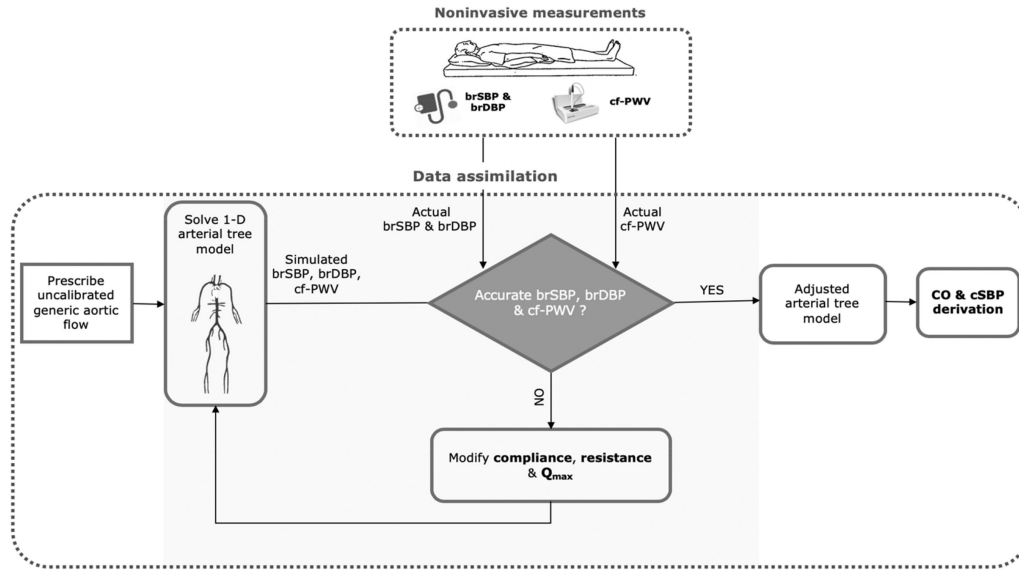 Noninvasive measurements
brSBP &
brDBP
cf-PWV
Data assimilation
Actual
brSBP & brDBP
Actual
cf-PWV
Prescribe
uncalibrated
generic aortic
flow
Solve 1-D
arterial tree
model
Simulated
brSBP, brDBP,
cf-PWV
Accurate brSBP, brDBP
& cf-PWV ?
YES
Adjusted
arterial tree
model
CO & cSBP
derivation
NO
Modify compliance, resistance
& Qmax